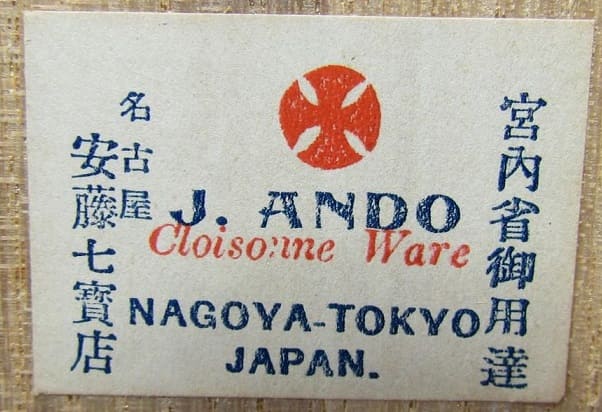 宮內省御用達
J. ANDO
Cloisonne Ware
NAGOYA-TOKYO
JAPAN.
名古屋
安藤七寶店